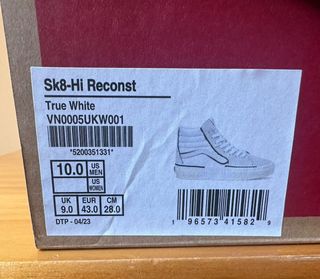 Sk8-Hi Reconst
True White
VN0005UKW001
*5200351331*
10.0 US MEN
US WOMEN
UK EUR CM
9.0 43.0 28.0
DTP - 04/23
1 96573 41582 9